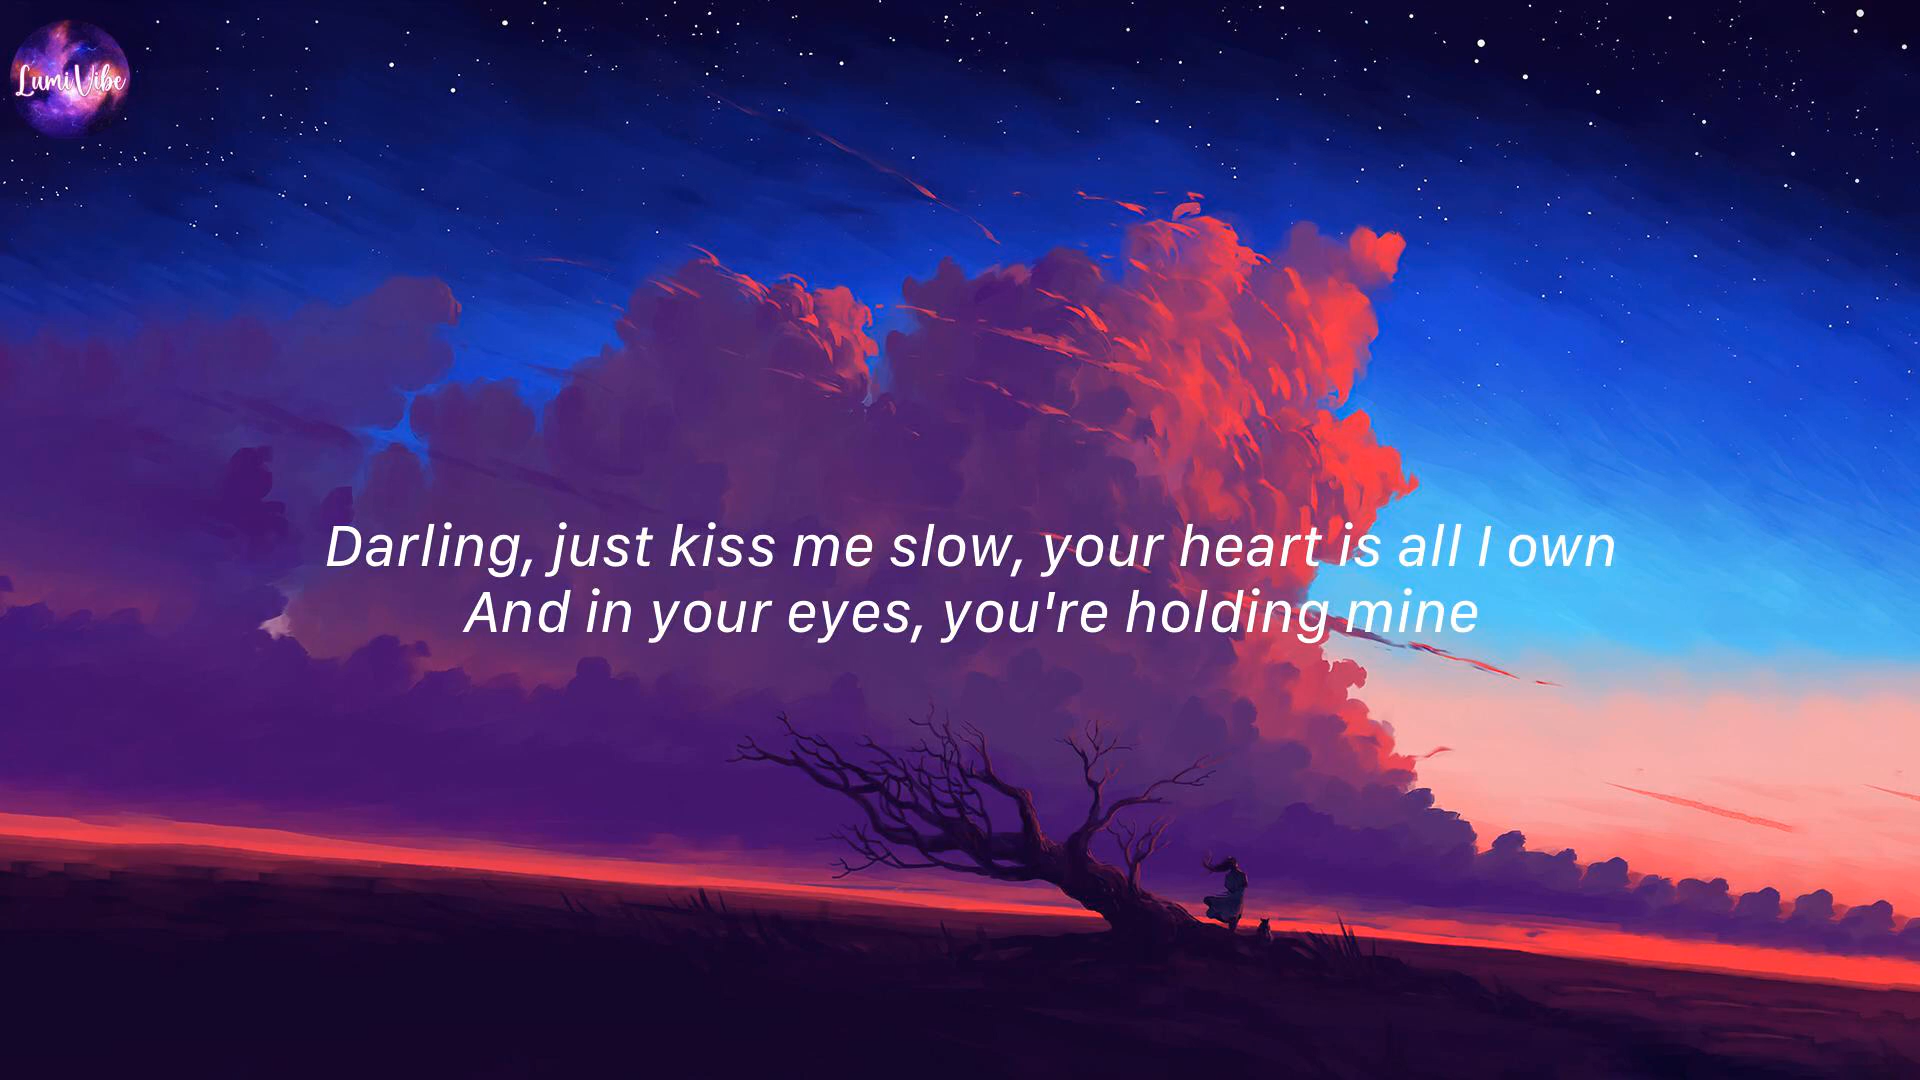 LumiVibe
Darling, just kiss me slow, your heart is all I own
And in your eyes, you're holding mine